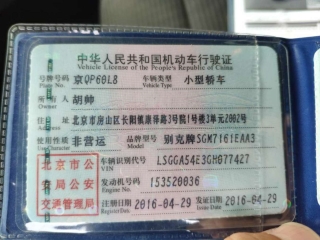 中华人民共和国机动车行驶证
Vehicle License of the People's Republic of China
号牌号码 京QP60L8 车辆类型 小型轿车
Plate No. Vehicle Type
所有人 胡帅
Owner
住址 北京市房山区长阳镇康泽路3号院1号楼3单元2002号
Address
使用性质 非营运 品牌型号 别克牌SGM7161EAA3
Use Character Model
北京市公安局公安交通管理局
车辆识别代号 LSGGA54E3GH077427
VIN
发动机号码 153520036
Engine No.
注册日期 2016-04-29 发证日期 2016-04-29
Register Date Issue Date